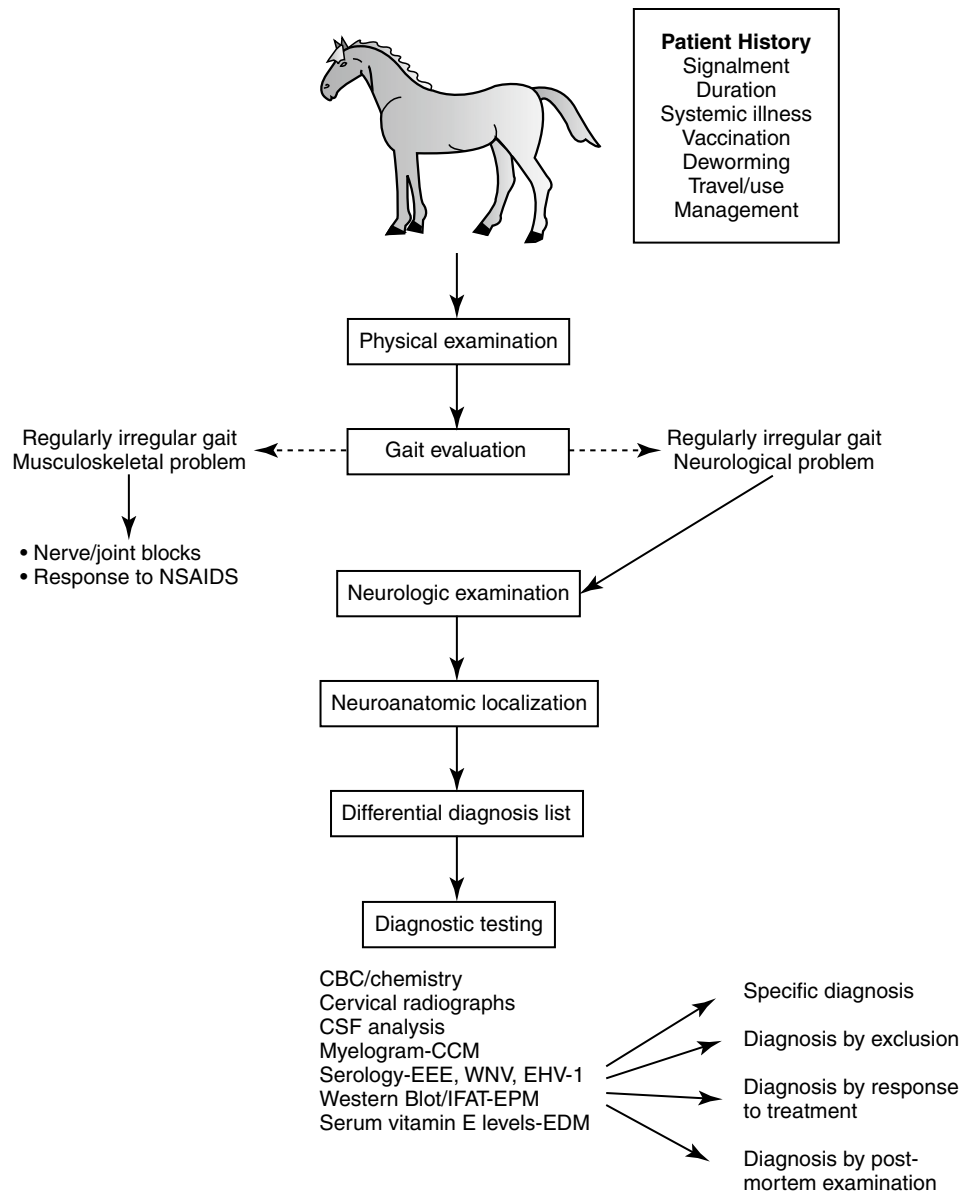 Patient History
Signalment
Duration
Systemic illness
Vaccination
Deworming
Travel/use
Management
Physical examination
Gait evaluation
Regularly irregular gait
Musculoskeletal problem
• Nerve/joint blocks
• Response to NSAIDS
Regularly irregular gait
Neurological problem
Neurologic examination
Neuroanatomic localization
Differential diagnosis list
Diagnostic testing
CBC/chemistry
Cervical radiographs
CSF analysis
Myelogram-CCM
Serology-EEE, WNV, EHV-1
Western Blot/IFAT-EPM
Serum vitamin E levels-EDM
Specific diagnosis
Diagnosis by exclusion
Diagnosis by response
to treatment
Diagnosis by post-
mortem examination